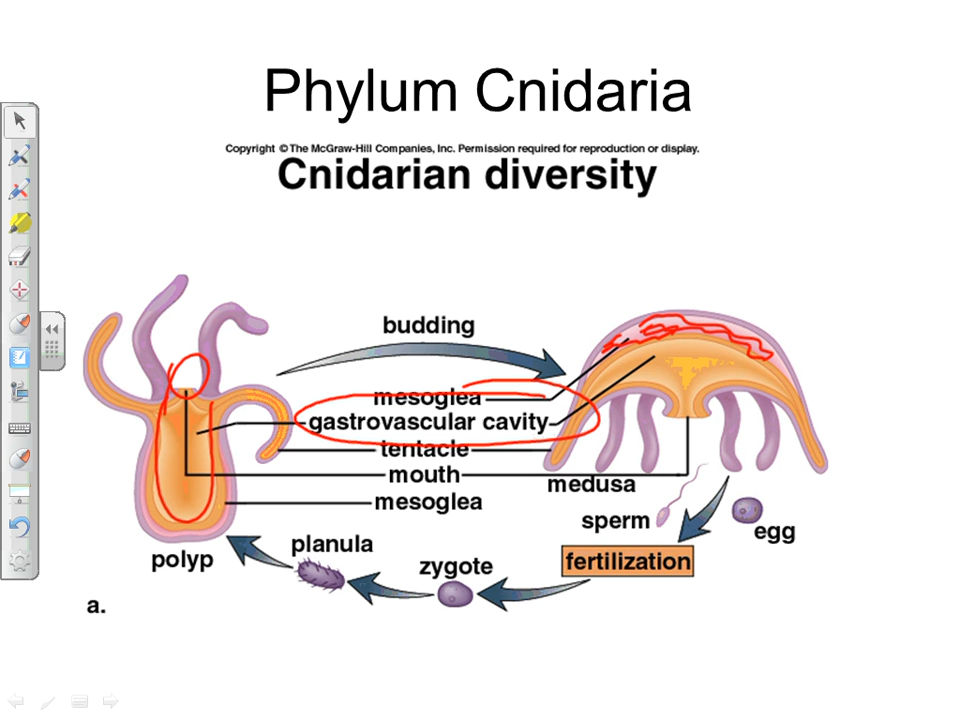 Phylum Cnidaria
Copyright © The McGraw-Hill Companies, Inc. Permission required for reproduction or display.
Cnidarian diversity
budding
mesoglea
gastrovascular cavity
tentacle
mouth
medusa
mesoglea
sperm
egg
planula
polyp
zygote
fertilization
a.